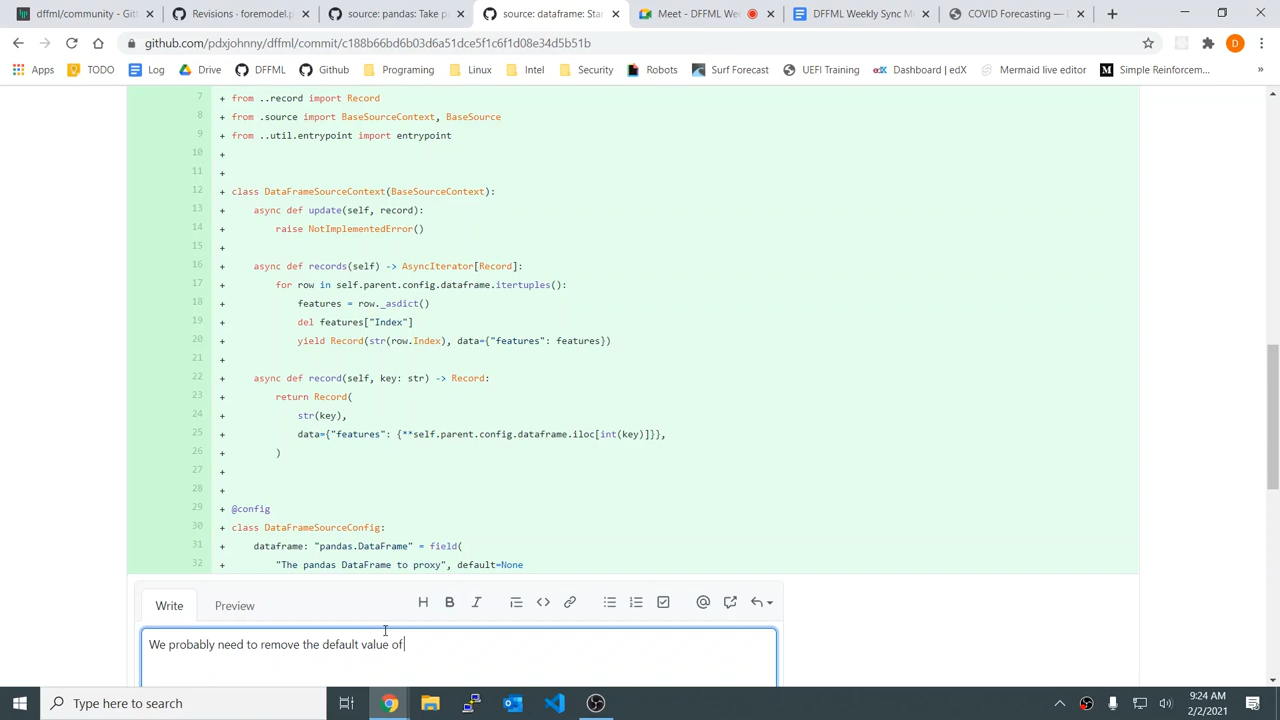 community - Git
Revisions · foremodel.r
source: pandas: Take p
source: dataframe: Star
Meet - DFFML We
DFFML Weekly Sync M
COVID Forecasting — L
github.com/pdxjohnny/dffml/commit/c188b66bd6b03d6a51dce5f1c6f1d08e34d5b51b
D
Apps TODO Log Drive DFFML Github Programing Linux Intel Security Robots Surf Forecast UEFI Training Dashboard | edX Mermaid live editor Simple Reinforcem...
7 + from ..record import Record
8 + from .source import BaseSourceContext, BaseSource
9 + from ..util.entrypoint import entrypoint
10 +
11 +
12 + class DataFrameSourceContext(BaseSourceContext):
13 + async def update(self, record):
14 + raise NotImplementedError()
15 +
16 + async def records(self) -> AsyncIterator[Record]:
17 + for row in self.parent.config.dataframe.itertuples():
18 + features = row._asdict()
19 + del features["Index"]
20 + yield Record(str(row.Index), data={"features": features})
21 +
22 + async def record(self, key: str) -> Record:
23 + return Record(
24 + str(key),
25 + data={"features": {**self.parent.config.dataframe.iloc[int(key)]}},
26 + )
27 +
28 +
29 + @config
30 + class DataFrameSourceConfig:
31 + dataframe: "pandas.DataFrame" = field(
32 + "The pandas DataFrame to proxy", default=None
Write Preview
We probably need to remove the default value of
Type here to search
9:24 AM
2/2/2021